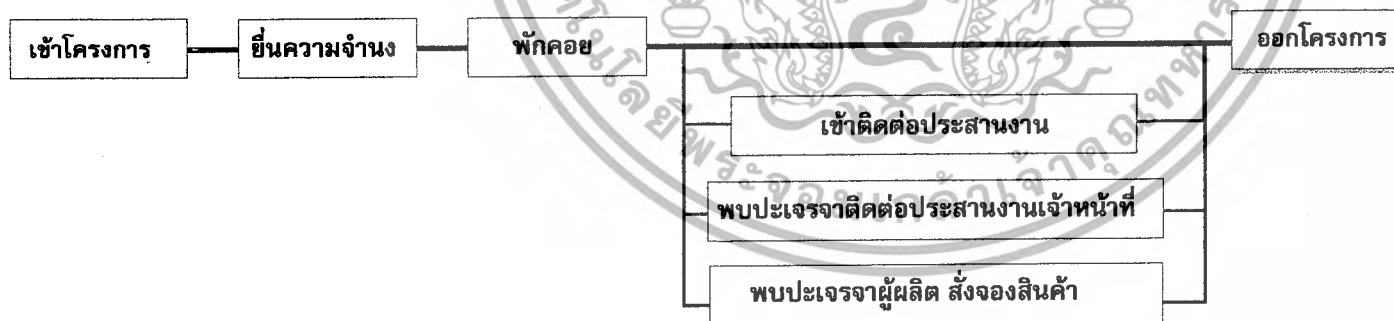 เข้าโครงการ
ยื่นความจำนง
พักคอย
ออกโครงการ
เข้าติดต่อประสานงาน
พบปะเจรจาติดต่อประสานงานเจ้าหน้าที่
พบปะเจรจาผู้ผลิต สั่งจองสินค้า